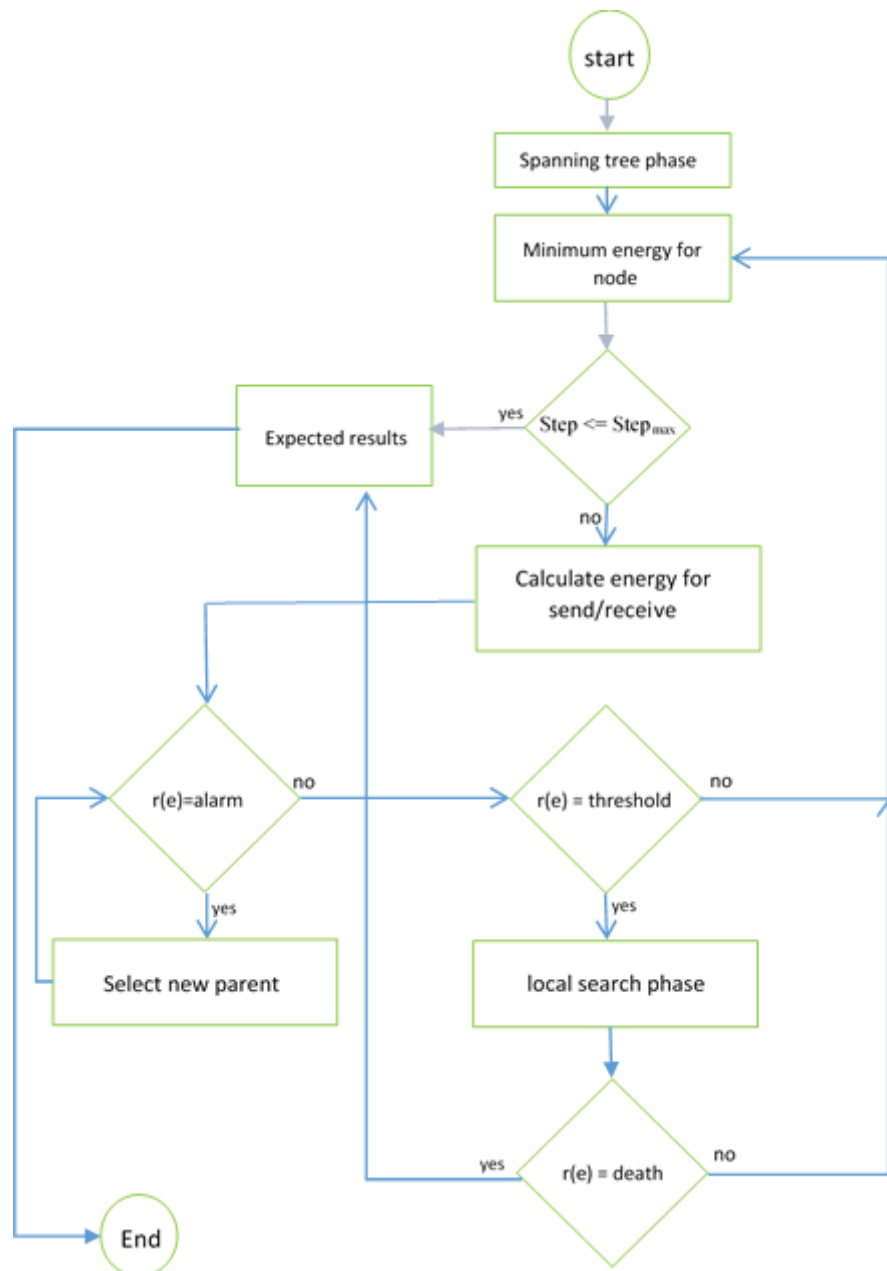 start
Spanning tree phase
Minimum energy for
node
Step <= Stepmax
yes
Expected results
no
Calculate energy for
send/receive
r(e)=alarm
no
r(e) = threshold
no
yes
yes
Select new parent
local search phase
r(e) = death
yes
no
End